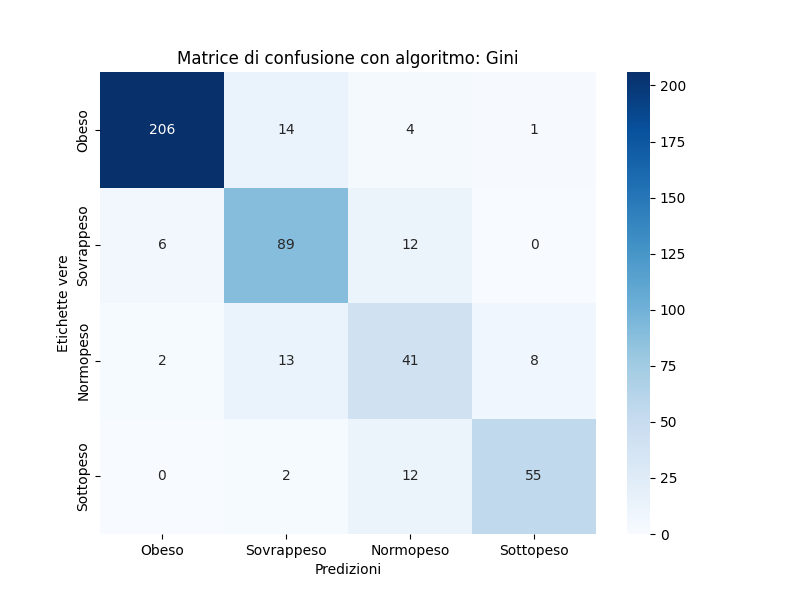 Matrice di confusione con algoritmo: Gini
Etichette vere
Obeso
206
14
4
1
Sovrappeso
6
89
12
0
Normopeso
2
13
41
8
Sottopeso
0
2
12
55
Obeso
Sovrappeso
Normopeso
Sottopeso
Predizioni
200
175
150
125
100
75
50
25
0